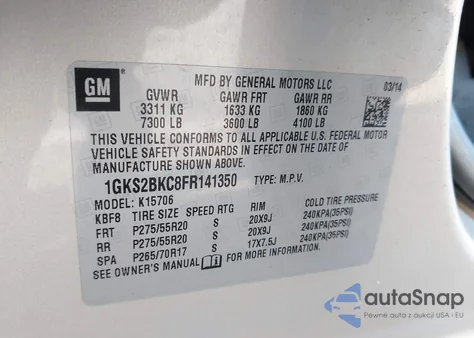 GM
MFD BY GENERAL MOTORS LLC 03/14
GVWR GAWR FRT GAWR RR
3311 KG 1633 KG 1860 KG
7300 LB 3600 LB 4100 LB
THIS VEHICLE CONFORMS TO ALL APPLICABLE U.S. FEDERAL MOTOR
VEHICLE SAFETY STANDARDS IN EFFECT ON THE DATE OF
MANUFACTURE SHOWN ABOVE.
1GKS2BKC8FR141350 TYPE: M.P.V.
MODEL: K15706
KBF8 TIRE SIZE SPEED RTG RIM COLD TIRE PRESSURE
FRT P275/55R20 S 20X9J 240KPA(35PSI)
RR P275/55R20 S 20X9J 240KPA(35PSI)
SPA P265/70R17 S 17X7.5J 240KPA(35PSI)
SEE OWNER'S MANUAL FOR MORE INFORMATION
autoSnap
Pewne auto z okazji USA - EU